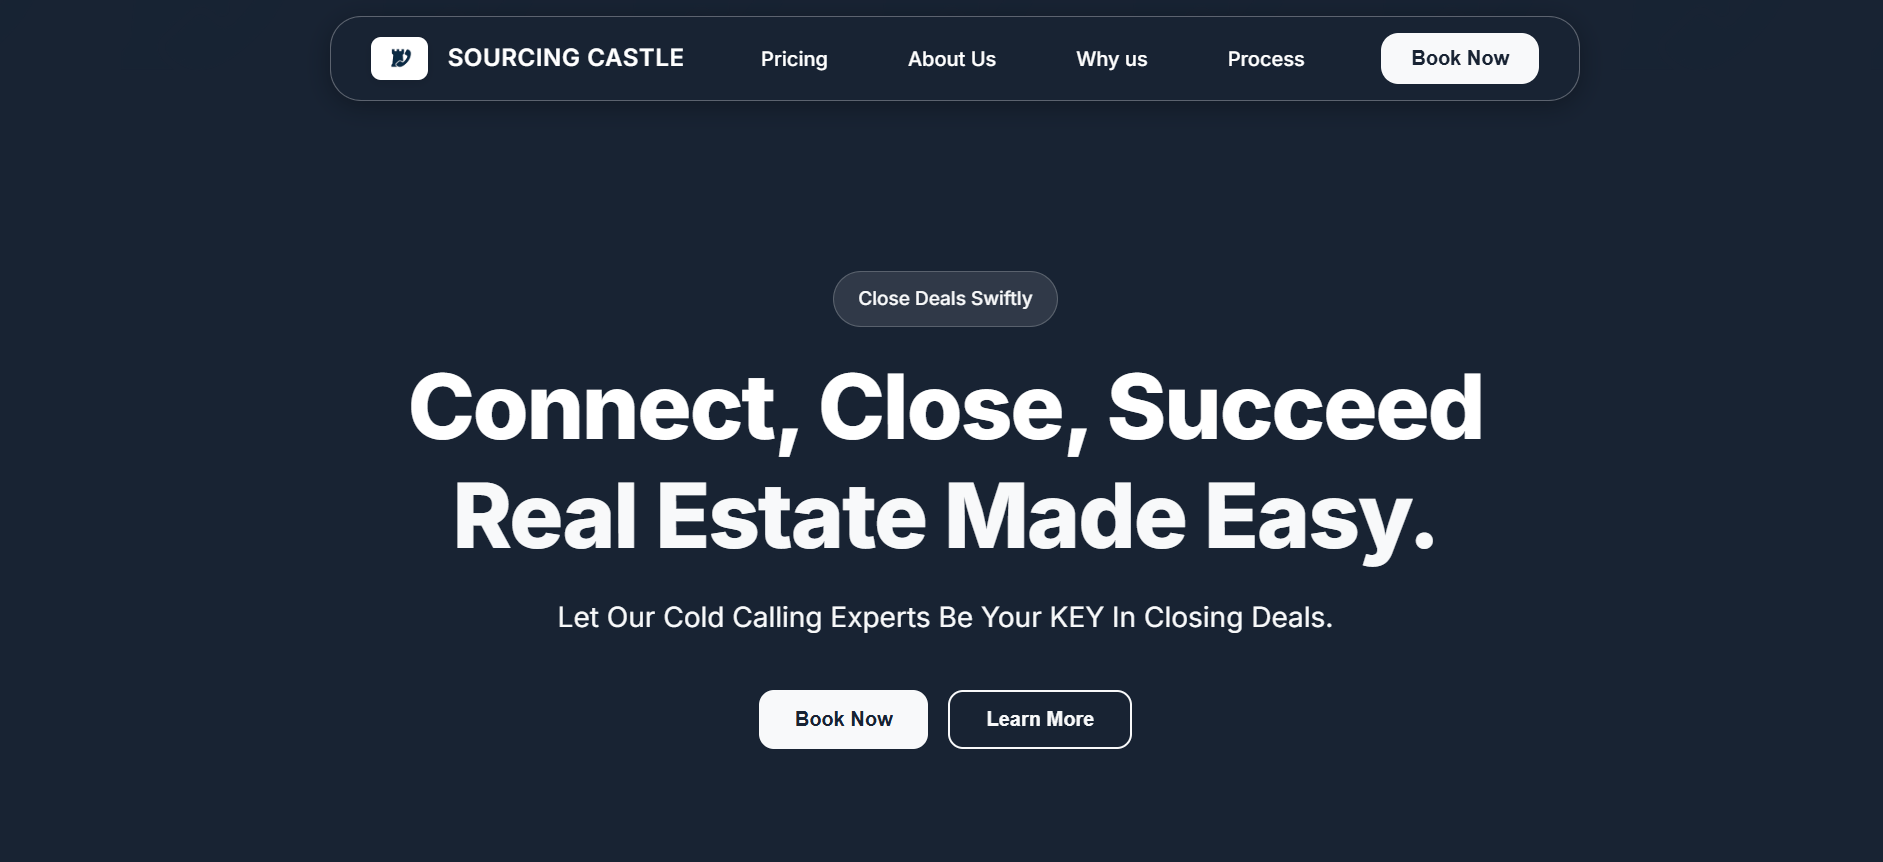 SOURCING CASTLE
Pricing
About Us
Why us
Process
Book Now
Close Deals Swiftly
Connect, Close, Succeed
Real Estate Made Easy.
Let Our Cold Calling Experts Be Your KEY In Closing Deals.
Book Now
Learn More